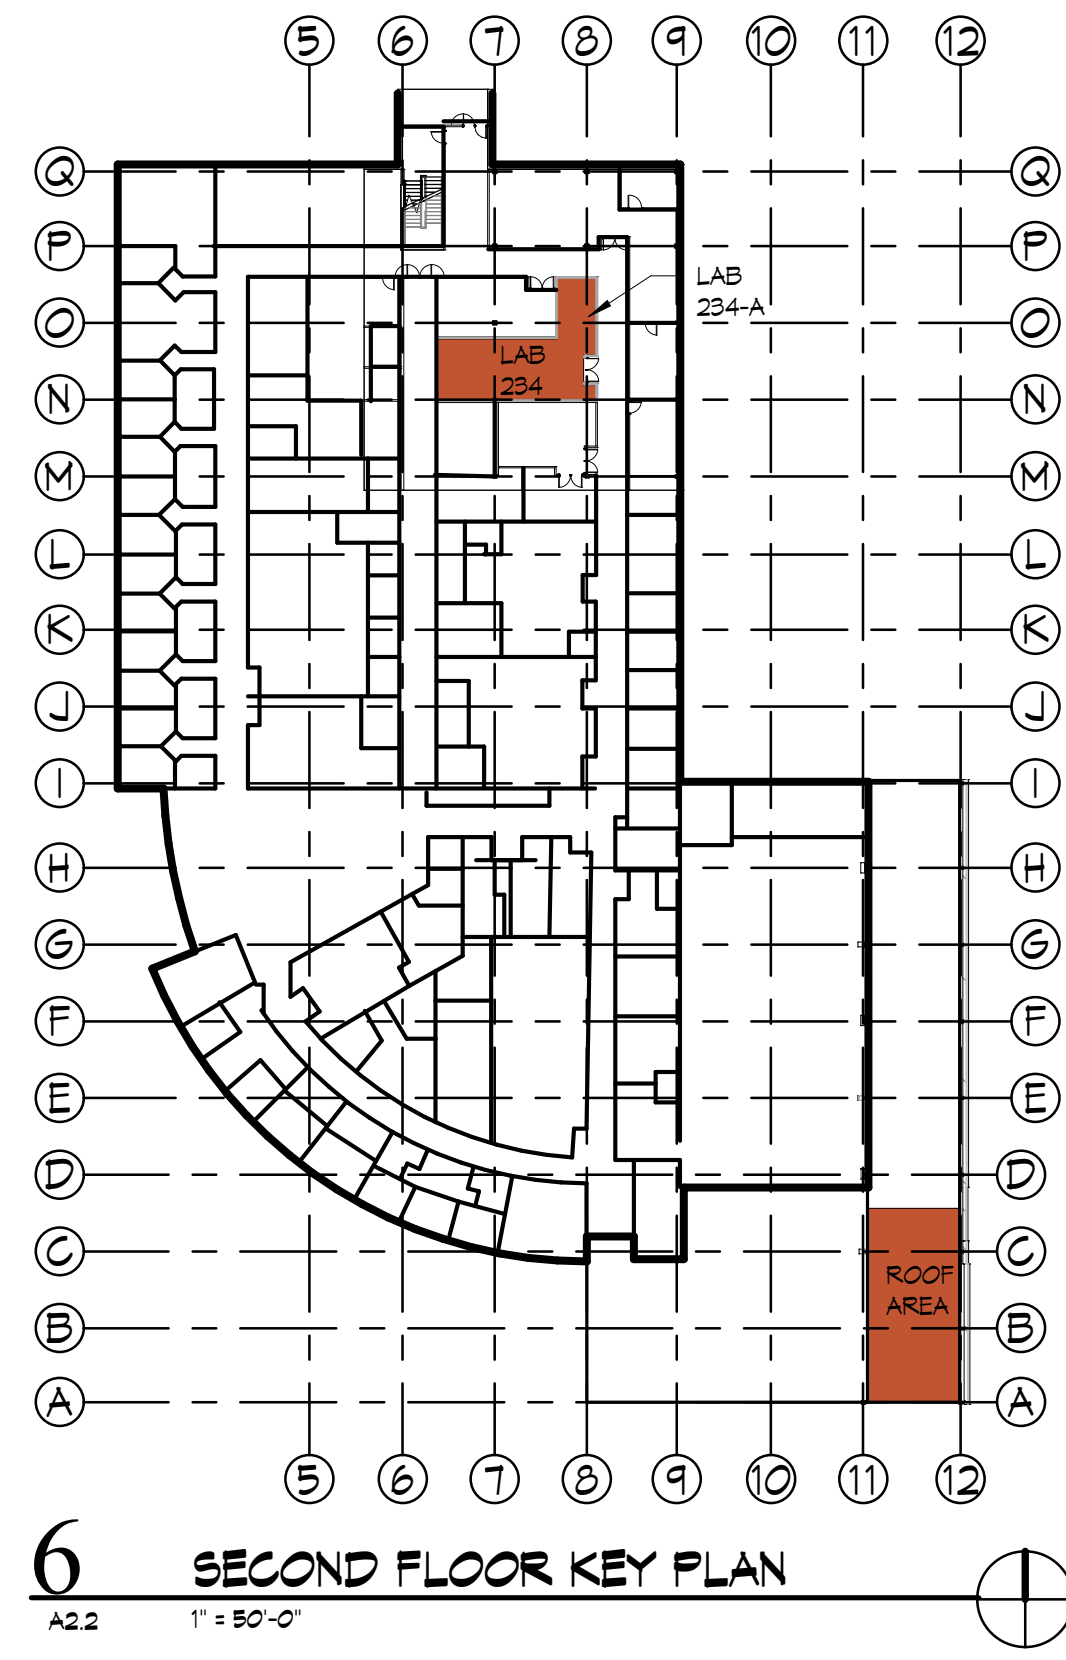 5 6 7 8 9 10 11 12
Q Q
P P
LAB
234-A
O O
LAB
234
N N
M M
L L
K K
J J
I I
H H
G G
F F
E E
D D
C C
ROOF
AREA
B B
A A
5 6 7 8 9 10 11 12
6 SECOND FLOOR KEY PLAN
A2.2 1" = 50'-0"